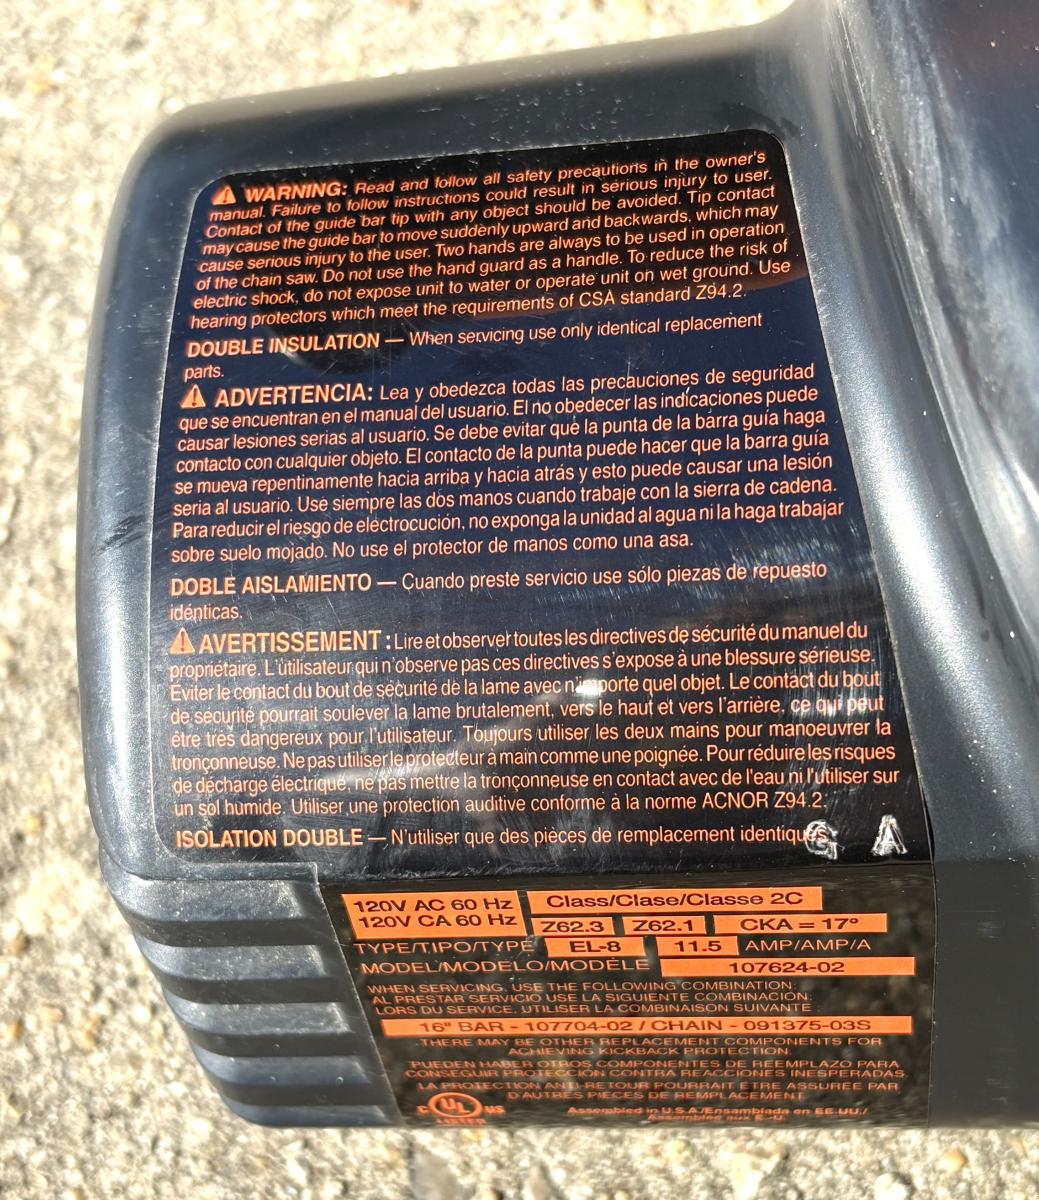 WARNING: Read and follow all safety precautions in the owner's
manual. Failure to follow instructions could result in serious injury to user.
Contact of the guide bar tip with any object should be avoided. Tip contact
may cause the guide bar to move suddenly upward and backwards, which may
cause serious injury to the user. Two hands are always to be used in operation
of the chain saw. Do not use the hand guard as a handle. To reduce the risk of
electric shock, do not expose unit to water or operate unit on wet ground. Use
hearing protectors which meet the requirements of CSA standard Z94.2.
DOUBLE INSULATION — When servicing use only identical replacement
parts.
ADVERTENCIA: Lea y obedezca todas las precauciones de seguridad
que se encuentran en el manual del usuario. El no obedecer las indicaciones puede
causar lesiones serias al usuario. Se debe evitar que la punta de la barra guía haga
contacto con cualquier objeto. El contacto de la punta puede hacer que la barra guía
se mueva repentinamente hacia arriba y hacia atrás y esto puede causar una lesión
seria al usuario. Use siempre las dos manos cuando trabaje con la sierra de cadena.
Para reducir el riesgo de electrocución, no exponga la unidad al agua ni la haga trabajar
sobre suelo mojado. No use el protector de manos como una asa.
DOBLE AISLAMIENTO — Cuando preste servicio use sólo piezas de repuesto
idénticas.
AVERTISSEMENT : Lire et observer toutes les directives de sécurité du manuel du
propriétaire. L'utilisateur qui n'observe pas ces directives s'expose à une blessure sérieuse.
Éviter le contact du bout de sécurité de la lame avec n'importe quel objet. Le contact du bout
de sécurité pourrait soulever la lame brutalement, vers le haut et vers l'arrière, ce qui peut
être très dangereux pour l'utilisateur. Toujours utiliser les deux mains pour manoeuvrer la
tronçonneuse. Ne pas utiliser le protecteur à main comme une poignée. Pour réduire les risques
de décharge électrique, ne pas mettre la tronçonneuse en contact avec de l'eau ni l'utiliser sur
un sol humide. Utiliser une protection auditive conforme à la norme ACNOR Z94.2.
ISOLATION DOUBLE — N'utiliser que des pièces de remplacement identiques.
G A
120V AC 60 Hz Class/Clase/Classe 2C
120V CA 60 Hz Z62.3 Z62.1 CKA = 17°
TYPE/TIPO/TYPE EL-8 11.5 AMP/AMP/A
MODEL/MODELO/MODÈLE 107624-02
WHEN SERVICING, USE THE FOLLOWING COMBINATION:
AL PRESTAR SERVICIO USE LA SIGUIENTE COMBINACIÓN:
LORS DU SERVICE, UTILISER LA COMBINAISON SUIVANTE
16" BAR - 107704-02 / CHAIN - 091375-03S
THERE MAY BE OTHER REPLACEMENT COMPONENTS FOR
ACHIEVING KICKBACK PROTECTION.
PUEDEN HABER OTROS COMPONENTES DE REEMPLAZO PARA
CONSEGUIR PROTECCIÓN CONTRA REACCIONES INESPERADAS.
LA PROTECTION ANTI-RETOUR POURRAIT ÊTRE ASSURÉE PAR
D'AUTRES PIÈCES DE REMPLACEMENT
C UL US
LISTED
Assembled in U.S.A./Ensamblada en EE.UU./
Assemblée aux É.-U.